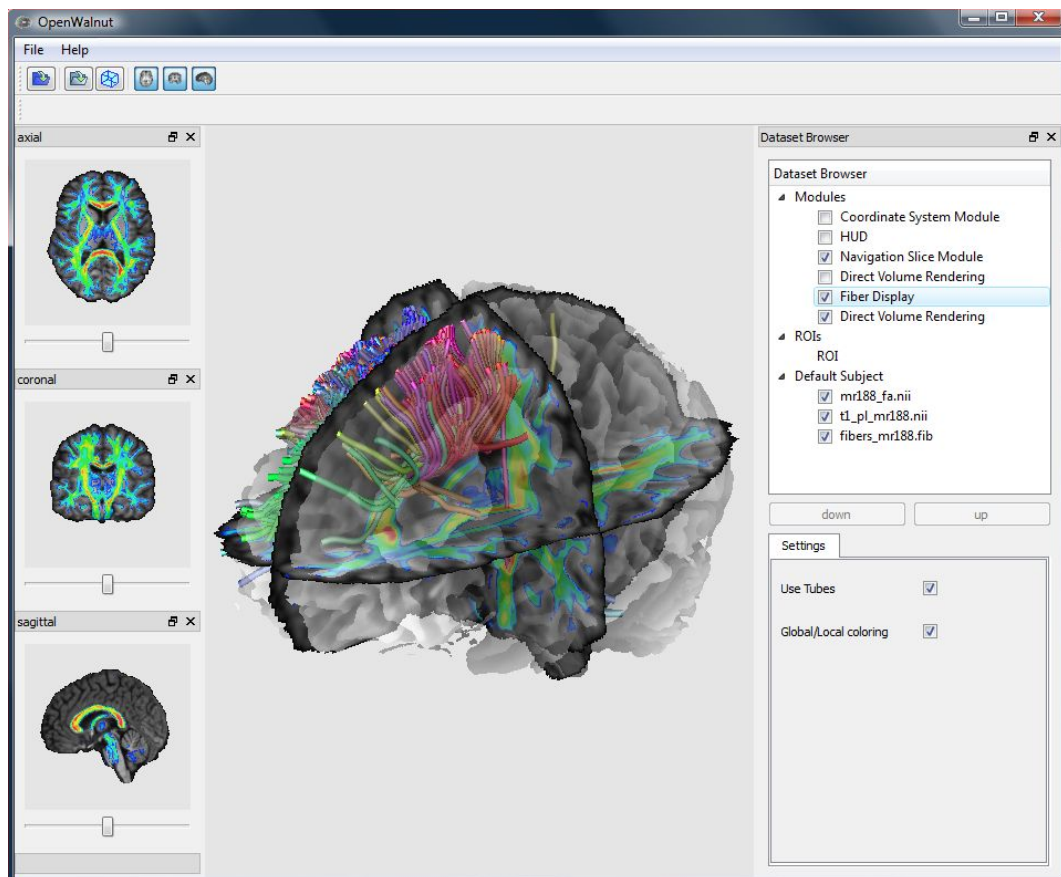 OpenWalnut
File Help
axial
coronal
sagittal
Dataset Browser
Dataset Browser
Modules
Coordinate System Module
HUD
Navigation Slice Module
Direct Volume Rendering
Fiber Display
Direct Volume Rendering
ROIs
ROI
Default Subject
mr188_fa.nii
t1_pl_mr188.nii
fibers_mr188.fib
down up
Settings
Use Tubes
Global/Local coloring